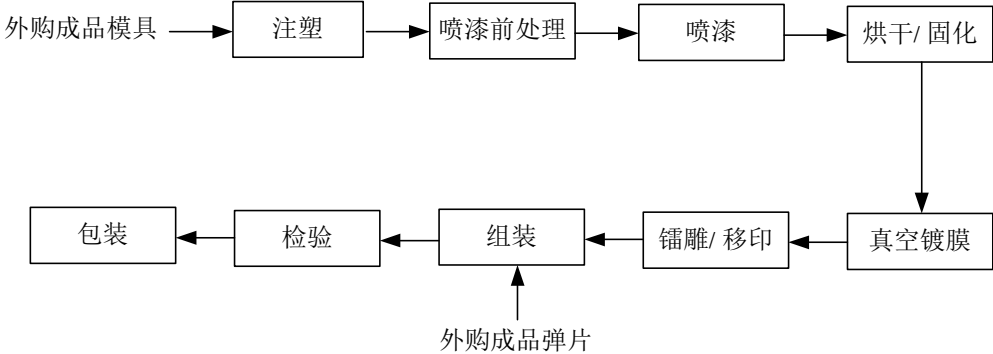 外购成品模具
注塑
喷漆前处理
喷漆
烘干/ 固化
真空镀膜
镭雕/ 移印
组装
检验
包装
外购成品弹片